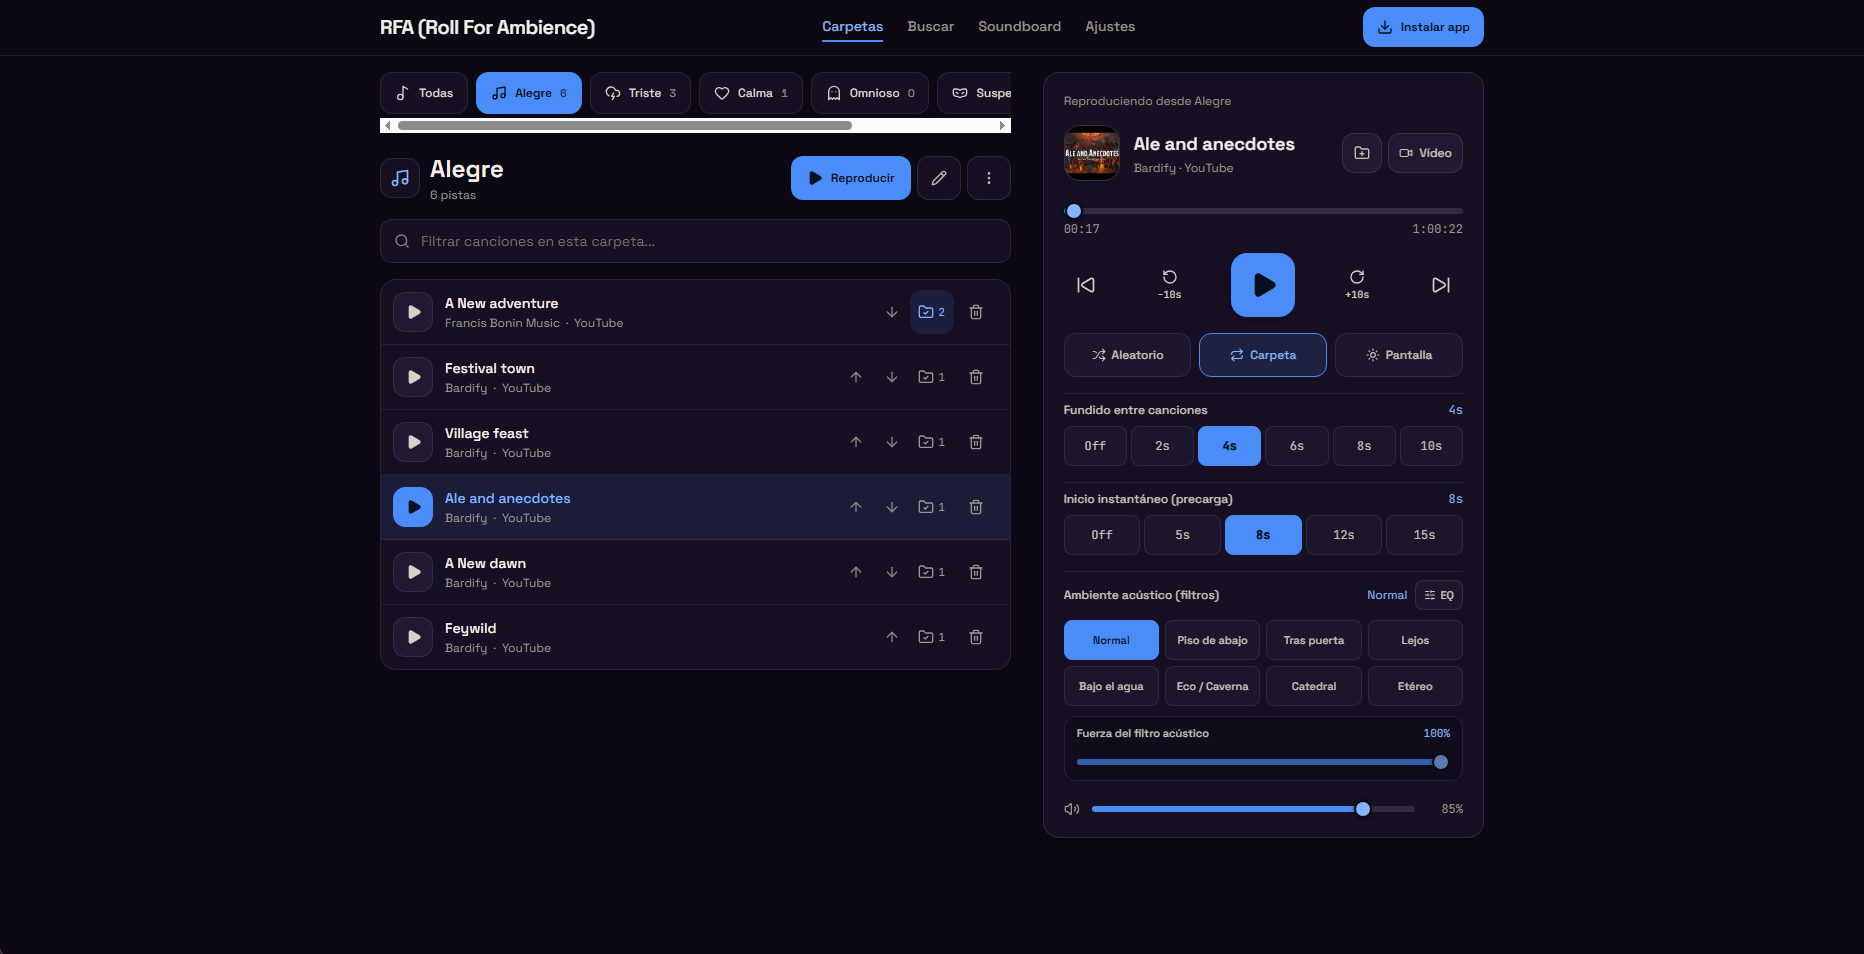 RFA (Roll For Ambience)
Carpetas Buscar Soundboard Ajustes
Instalar app
Todas Alegre 6 Triste 3 Calma 1 Omnioso 0 Suspe
Alegre
6 pistas
Reproducir
Filtrar canciones en esta carpeta...
A New adventure
Francis Bonin Music · YouTube
2
Festival town
Bardify · YouTube
1
Village feast
Bardify · YouTube
1
Ale and anecdotes
Bardify · YouTube
1
A New dawn
Bardify · YouTube
1
Feywild
Bardify · YouTube
1
Reproduciendo desde Alegre
ALE AND ANECDOTES
Ale and anecdotes
Bardify · YouTube
Vídeo
00:17 1:00:22
-10s +10s
Aleatorio Carpeta Pantalla
Fundido entre canciones 4s
Off 2s 4s 6s 8s 10s
Inicio instantáneo (precarga) 8s
Off 5s 8s 12s 15s
Ambiente acústico (filtros) Normal EQ
Normal Piso de abajo Tras puerta Lejos
Bajo el agua Eco / Caverna Catedral Etéreo
Fuerza del filtro acústico 100%
85%